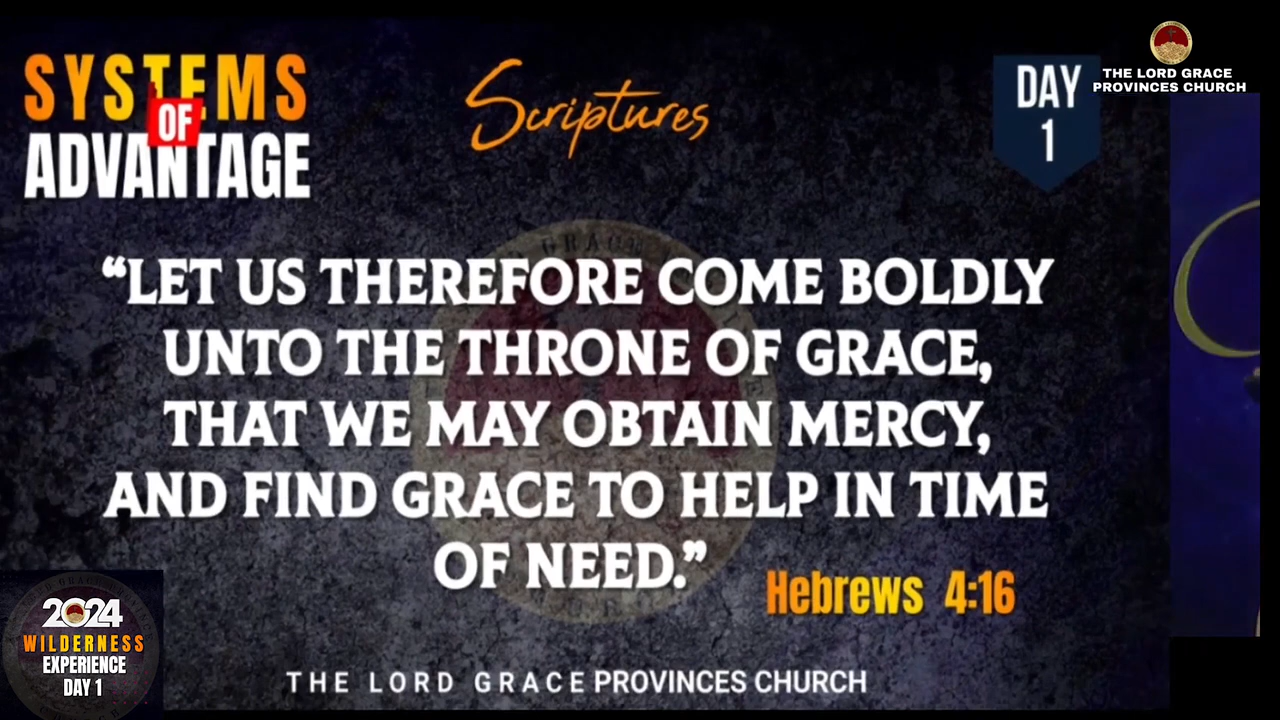 SYSTEMS
OF
ADVANTAGE
Scriptures
DAY
1
THE LORD GRACE
PROVINCES CHURCH
“LET US THEREFORE COME BOLDLY
UNTO THE THRONE OF GRACE,
THAT WE MAY OBTAIN MERCY,
AND FIND GRACE TO HELP IN TIME
OF NEED.”
Hebrews 4:16
2024
WILDERNESS
EXPERIENCE
DAY 1
THE LORD GRACE PROVINCES CHURCH